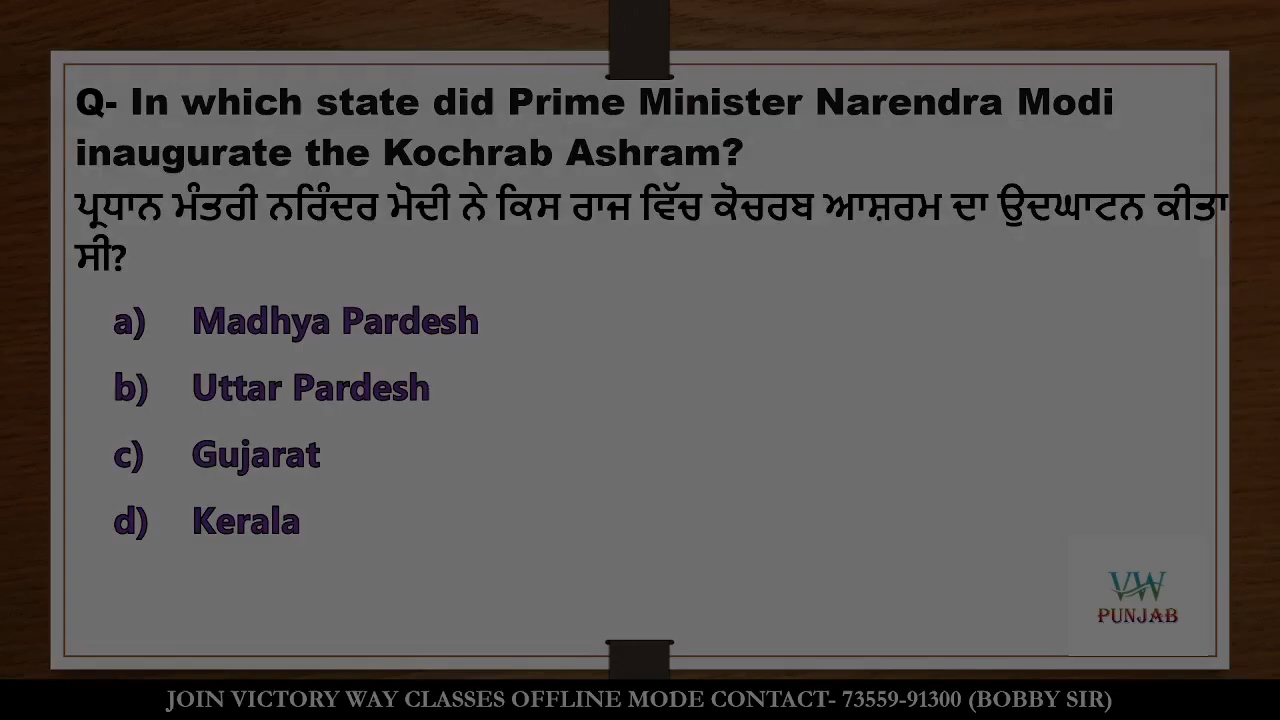 Q- In which state did Prime Minister Narendra Modi
inaugurate the Kochrab Ashram?
ਪ੍ਰਧਾਨ ਮੰਤਰੀ ਨਰਿੰਦਰ ਮੋਦੀ ਨੇ ਕਿਸ ਰਾਜ ਵਿੱਚ ਕੋਚਰਬ ਆਸ਼ਰਮ ਦਾ ਉਦਘਾਟਨ ਕੀਤਾ
ਸੀ?
a) Madhya Pardesh
b) Uttar Pardesh
c) Gujarat
d) Kerala
VW
PUNJAB
JOIN VICTORY WAY CLASSES OFFLINE MODE CONTACT- 73559-91300 (BOBBY SIR)